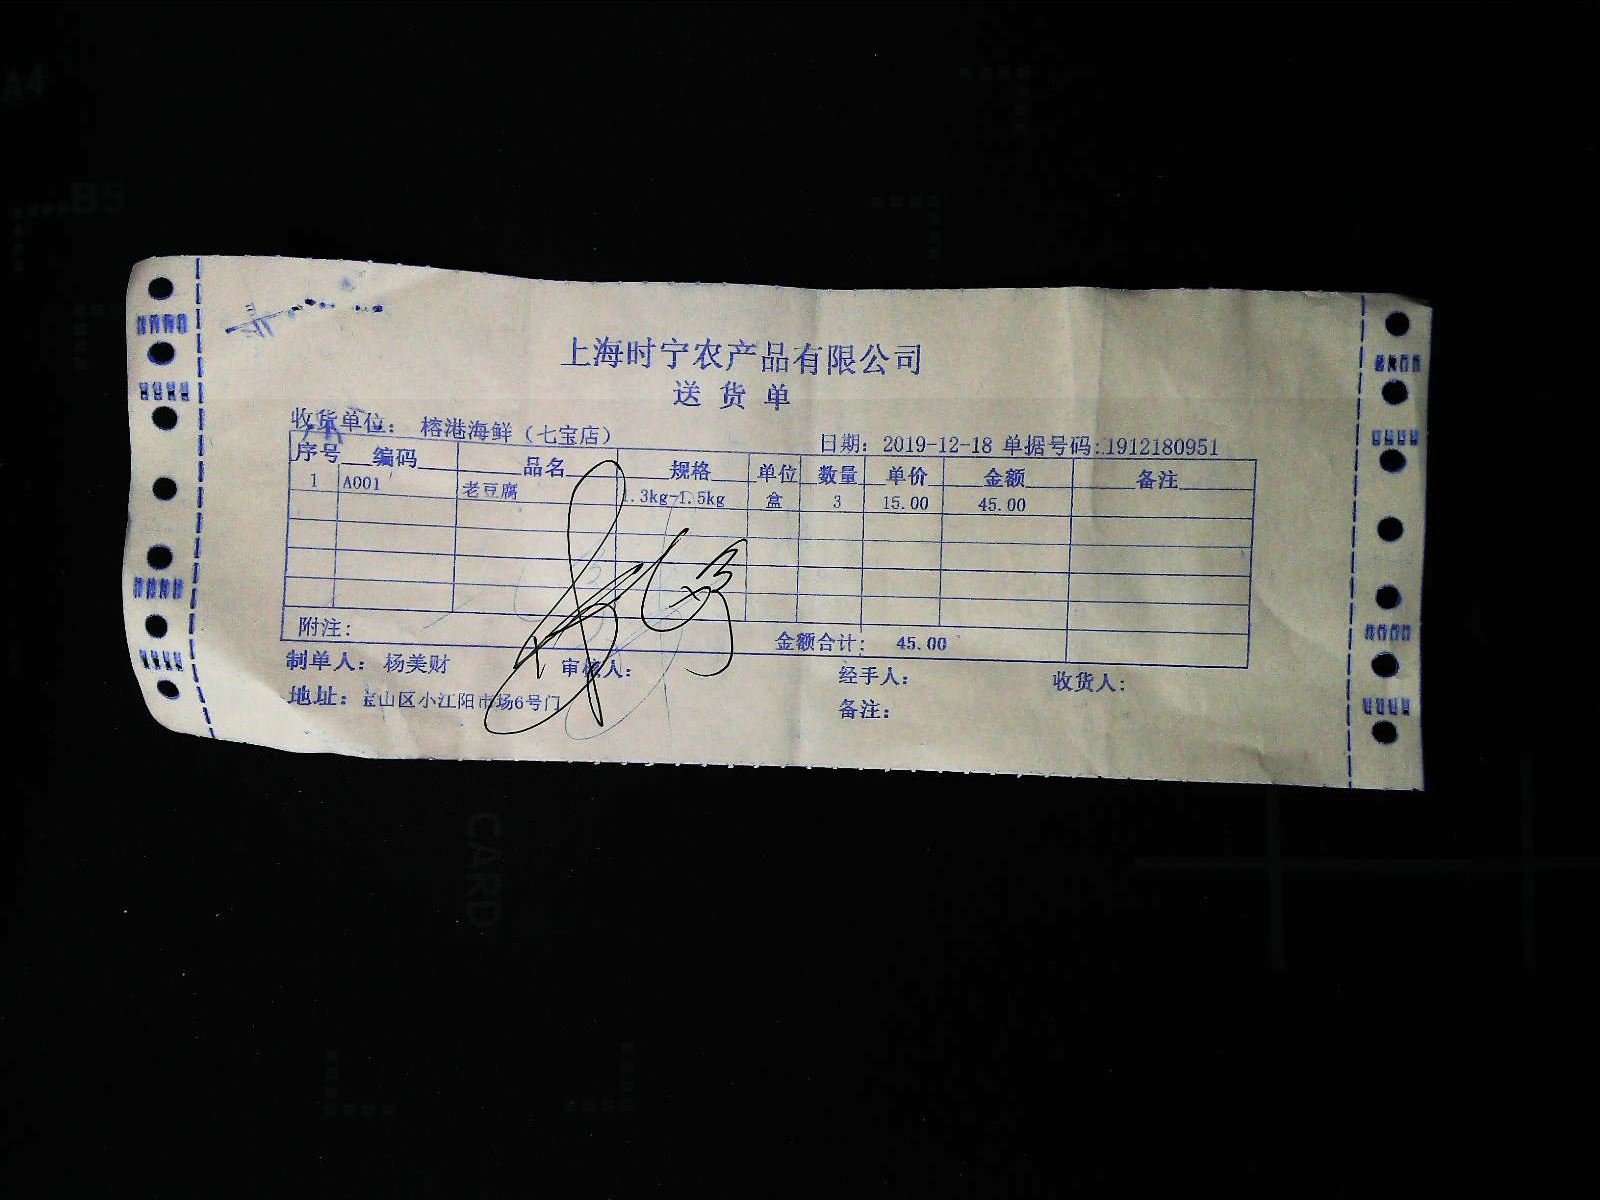 上海时宁农产品有限公司
送货单
收货单位： 榕港海鲜（七宝店） 日期：2019-12-18 单据号码：1912180951
序号 编码 品名 规格 单位 数量 单价 金额 备注
1 A001 老豆腐 1.3kg-1.5kg 盒 3 15.00 45.00
附注： 金额合计： 45.00
制单人：杨美财 审核人： 经手人： 收货人：
地址：宝山区小江阳市场6号门 备注：
A4
B5
CARD